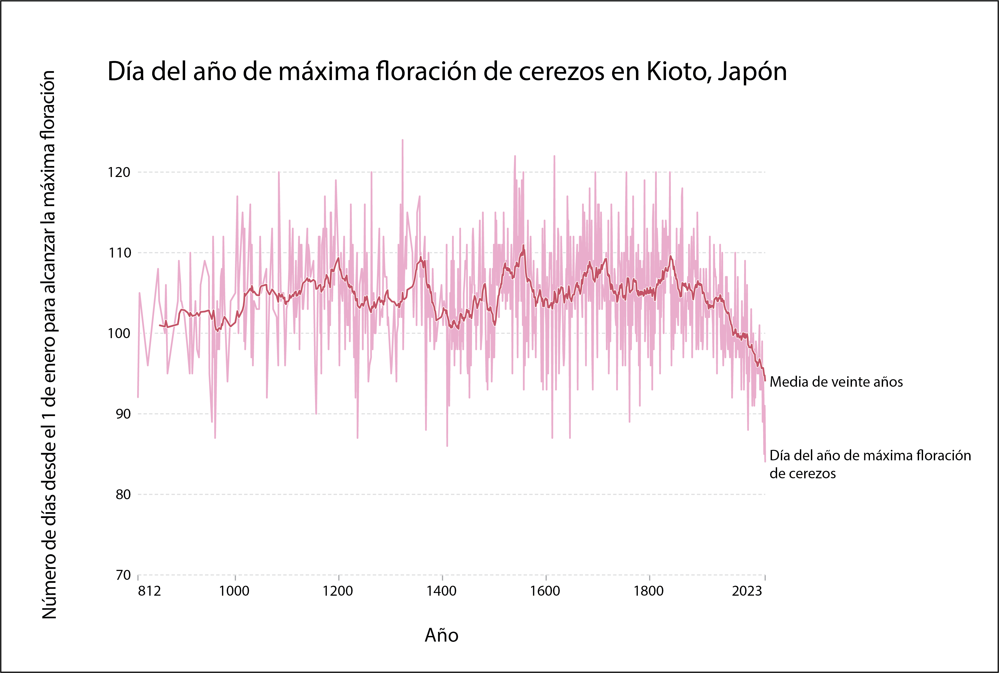 Día del año de máxima floración de cerezos en Kioto, Japón
Número de días desde el 1 de enero para alcanzar la máxima floración
120
110
100
90
80
70
Media de veinte años
Día del año de máxima floración
de cerezos
812
1000
1200
1400
1600
1800
2023
Año